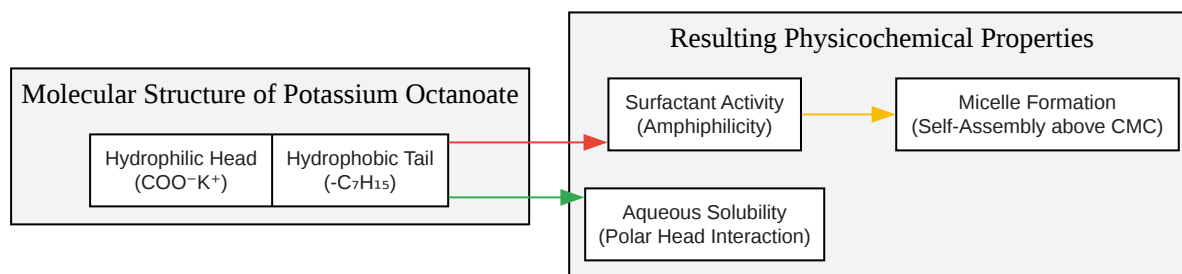 Molecular Structure of Potassium Octanoate
Hydrophilic Head
(COO⁻K⁺)
Hydrophobic Tail
(-C₇H₁₅)
Resulting Physicochemical Properties
Surfactant Activity
(Amphiphilicity)
Micelle Formation
(Self-Assembly above CMC)
Aqueous Solubility
(Polar Head Interaction)